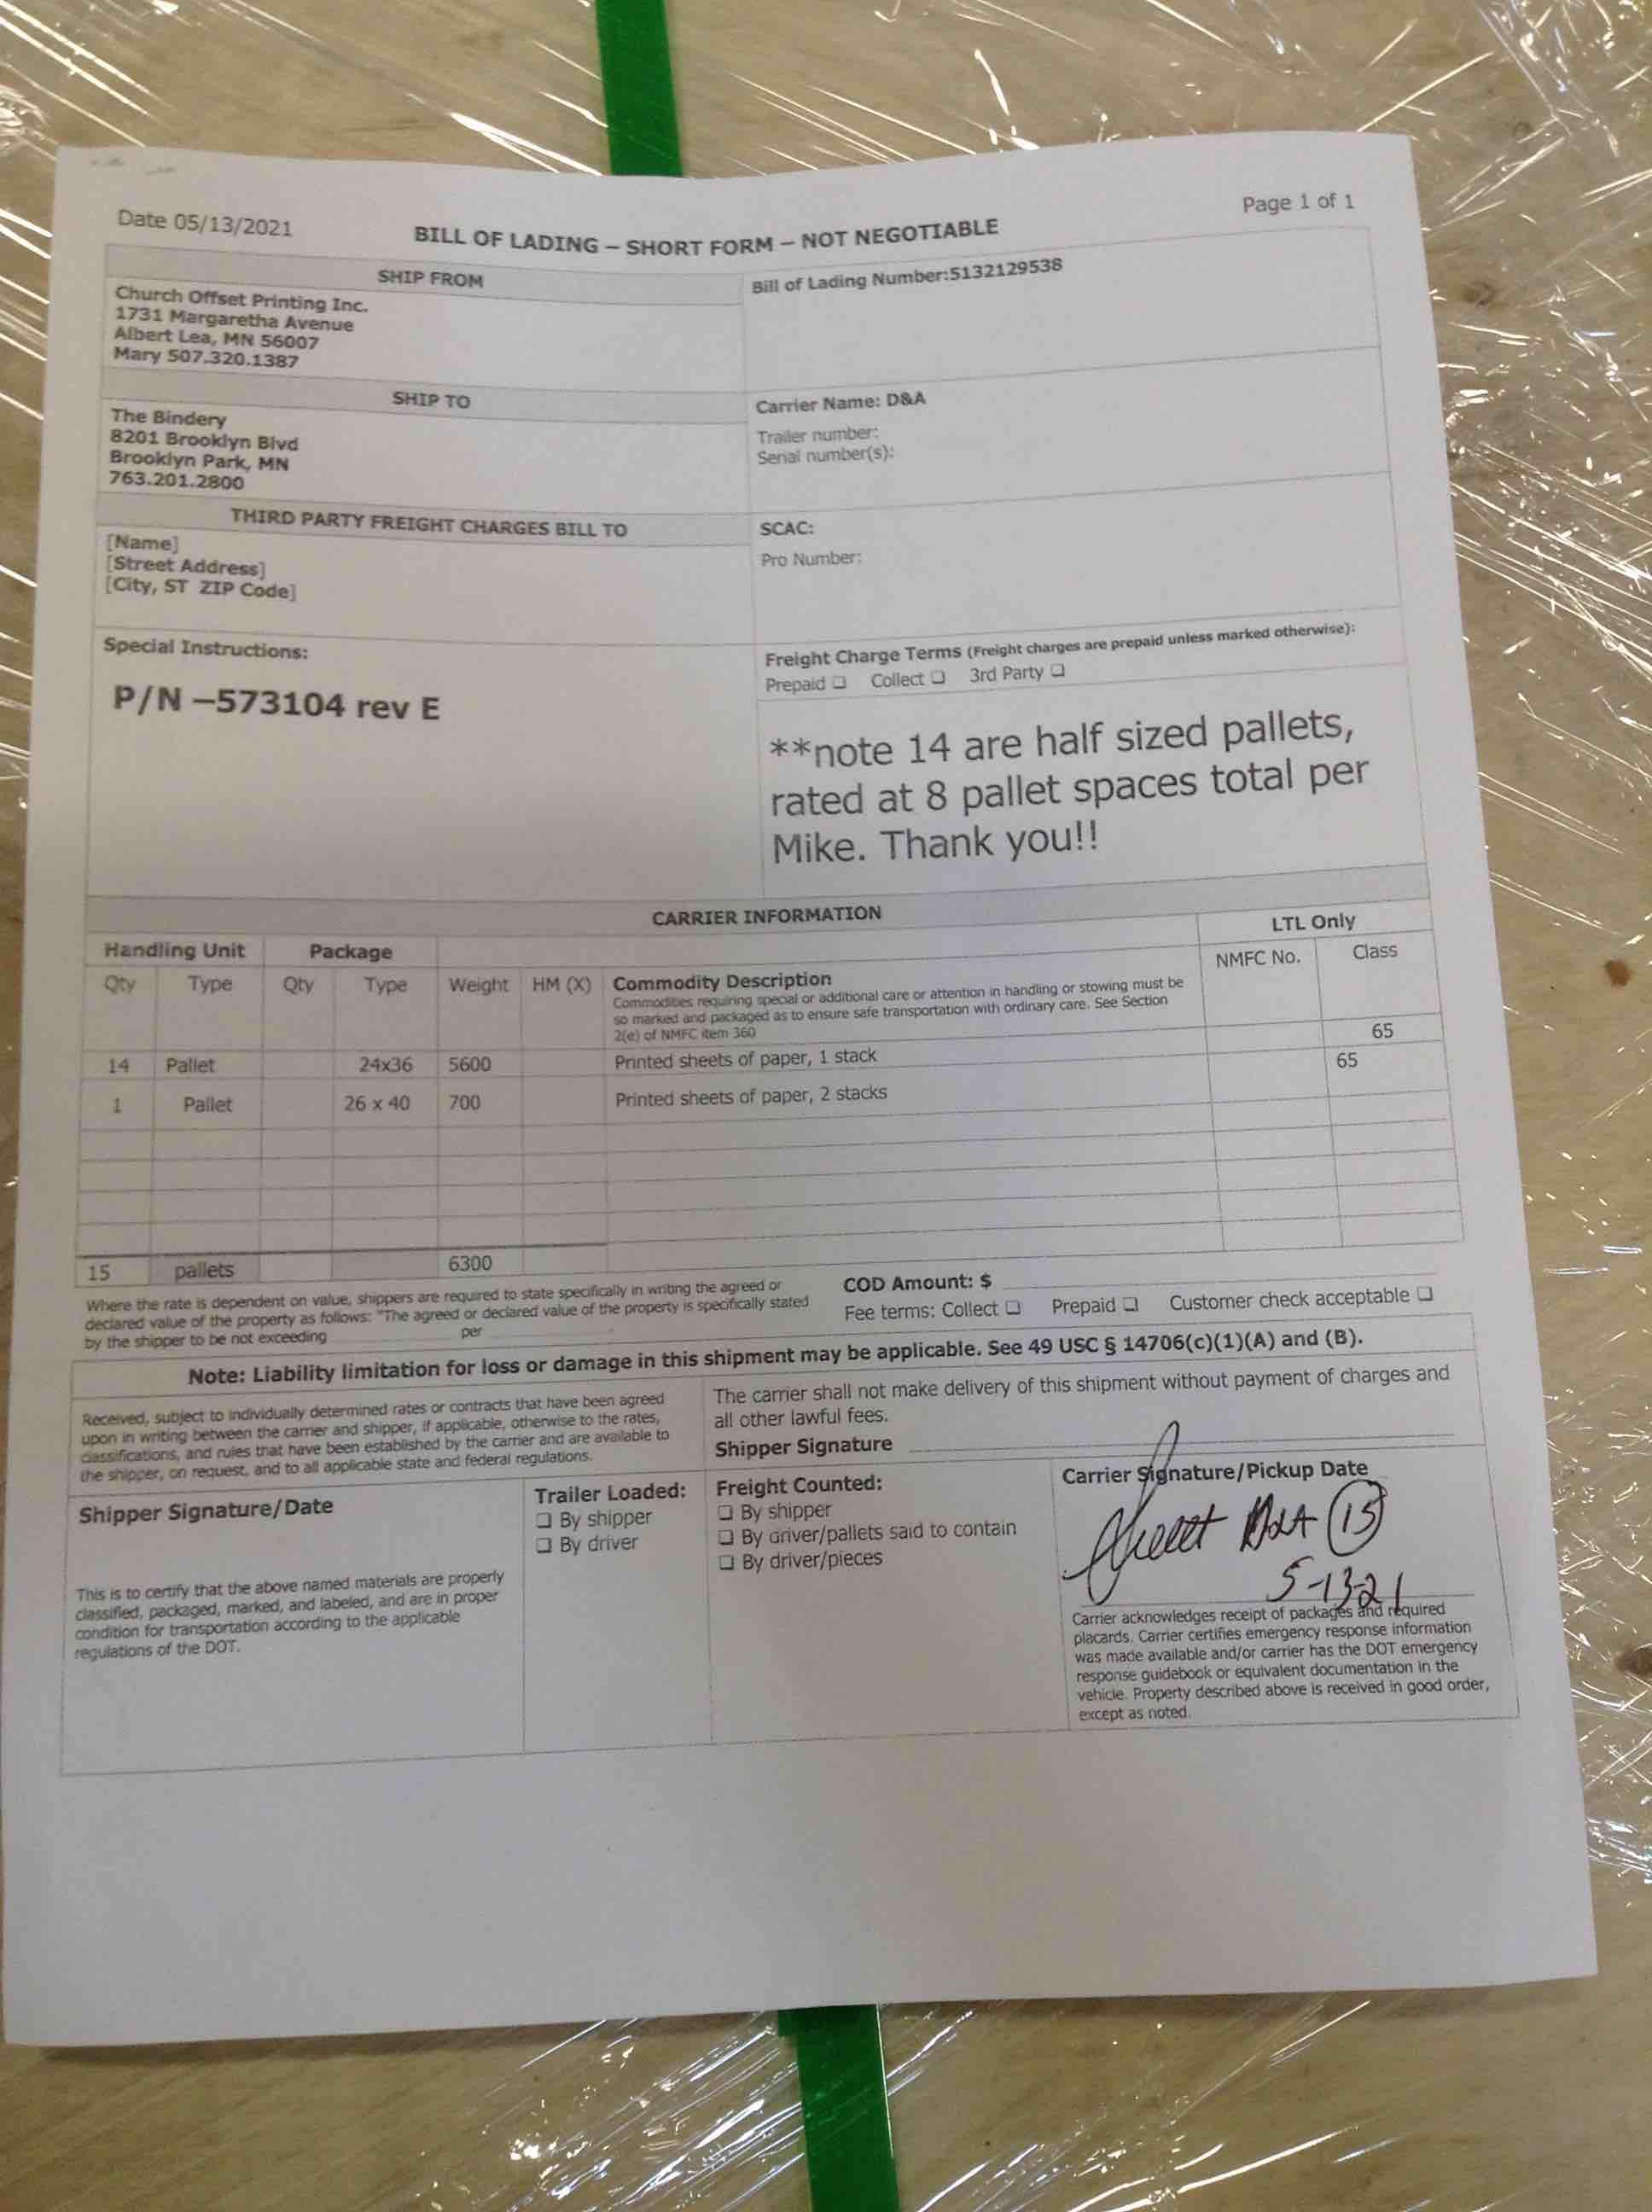 Date 05/13/2021
BILL OF LADING – SHORT FORM – NOT NEGOTIABLE
Page 1 of 1
SHIP FROM
Church Offset Printing Inc.
1731 Margaretha Avenue
Albert Lea, MN 56007
Mary 507.320.1387
Bill of Lading Number:5132129538
SHIP TO
The Bindery
8201 Brooklyn Blvd
Brooklyn Park, MN
763.201.2800
Carrier Name: D&A
Trailer number:
Serial number(s):
THIRD PARTY FREIGHT CHARGES BILL TO
[Name]
[Street Address]
[City, ST ZIP Code]
SCAC:
Pro Number:
Special Instructions:
P/N –573104 rev E
Freight Charge Terms (Freight charges are prepaid unless marked otherwise):
Prepaid ❑ Collect ❑ 3rd Party ❑
**note 14 are half sized pallets,
rated at 8 pallet spaces total per
Mike. Thank you!!
CARRIER INFORMATION
Handling Unit Package LTL Only
Qty Type Qty Type Weight HM (X) Commodity Description NMFC No. Class
Commodities requiring special or additional care or attention in handling or stowing must be
so marked and packaged as to ensure safe transportation with ordinary care. See Section
2(e) of NMFC item 360
65
14 Pallet 24x36 5600 Printed sheets of paper, 1 stack 65
1 Pallet 26 x 40 700 Printed sheets of paper, 2 stacks
15 pallets 6300
Where the rate is dependent on value, shippers are required to state specifically in writing the agreed or
declared value of the property as follows: "The agreed or declared value of the property is specifically stated
by the shipper to be not exceeding per
COD Amount: $
Fee terms: Collect ❑ Prepaid ❑ Customer check acceptable ❑
Note: Liability limitation for loss or damage in this shipment may be applicable. See 49 USC § 14706(c)(1)(A) and (B).
Received, subject to individually determined rates or contracts that have been agreed
upon in writing between the carrier and shipper, if applicable, otherwise to the rates,
classifications, and rules that have been established by the carrier and are available to
the shipper, on request, and to all applicable state and federal regulations.
The carrier shall not make delivery of this shipment without payment of charges and
all other lawful fees.
Shipper Signature
Shipper Signature/Date
This is to certify that the above named materials are properly
classified, packaged, marked, and labeled, and are in proper
condition for transportation according to the applicable
regulations of the DOT.
Trailer Loaded:
❑ By shipper
❑ By driver
Freight Counted:
❑ By shipper
❑ By driver/pallets said to contain
❑ By driver/pieces
Carrier Signature/Pickup Date
D&A 15
5-13-21
Carrier acknowledges receipt of packages and required
placards. Carrier certifies emergency response information
was made available and/or carrier has the DOT emergency
response guidebook or equivalent documentation in the
vehicle. Property described above is received in good order,
except as noted.